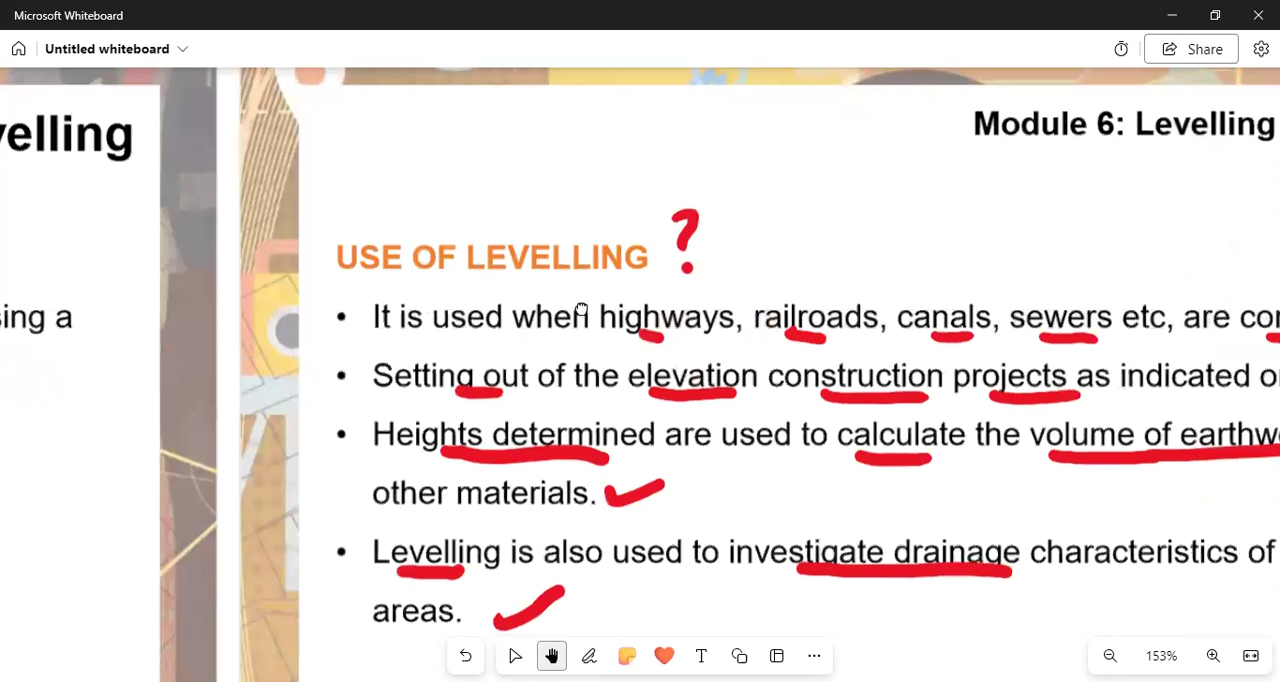 Microsoft Whiteboard
Untitled whiteboard
Share
velling
Module 6: Levelling
USE OF LEVELLING ?
sing a
• It is used when highways, railroads, canals, sewers etc, are co
• Setting out of the elevation construction projects as indicated o
• Heights determined are used to calculate the volume of earthw
other materials.
• Levelling is also used to investigate drainage characteristics of
areas.
153%